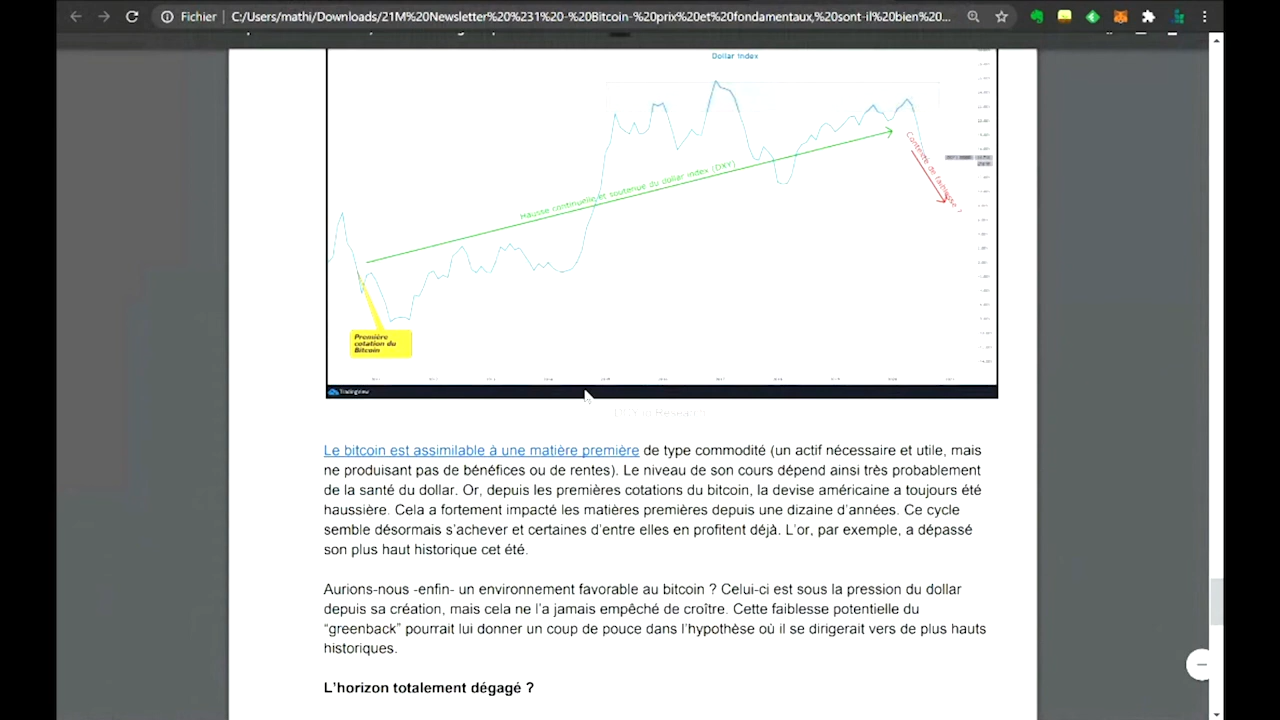 Fichier
C:/Users/mathi/Downloads/21M%20Newsletter%20%231%20-%20Bitcoin-%20prix%20et%20fondamentaux,%20sont-il%20bien%20...
Dollar Index
Hausse continuelle et soutenue du dollar index (DXY)
Contexte de faiblesse ?
Première
cotation du
Bitcoin
TradingView
Le bitcoin est assimilable à une matière première de type commodité (un actif nécessaire et utile, mais
ne produisant pas de bénéfices ou de rentes). Le niveau de son cours dépend ainsi très probablement
de la santé du dollar. Or, depuis les premières cotations du bitcoin, la devise américaine a toujours été
haussière. Cela a fortement impacté les matières premières depuis une dizaine d’années. Ce cycle
semble désormais s’achever et certaines d’entre elles en profitent déjà. L’or, par exemple, a dépassé
son plus haut historique cet été.
Aurions-nous -enfin- un environnement favorable au bitcoin ? Celui-ci est sous la pression du dollar
depuis sa création, mais cela ne l’a jamais empêché de croître. Cette faiblesse potentielle du
“greenback” pourrait lui donner un coup de pouce dans l’hypothèse où il se dirigerait vers de plus hauts
historiques.
L’horizon totalement dégagé ?